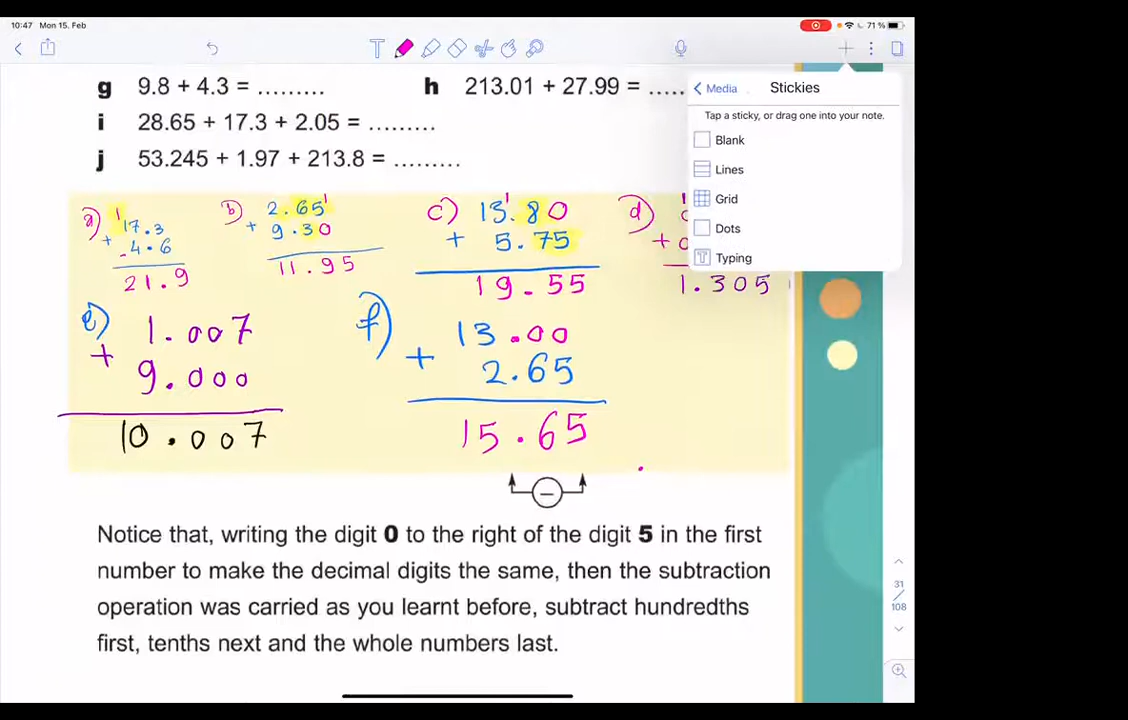 10:47 Mon 15. Feb
71 %
T
g 9.8 + 4.3 = .........
h 213.01 + 27.99 = .....
i 28.65 + 17.3 + 2.05 = .........
j 53.245 + 1.97 + 213.8 = .........
Media
Stickies
Tap a sticky, or drag one into your note.
Blank
Lines
Grid
Dots
T Typing
a) 1
17.3
+ 4.6
21.9
b) 2.65 1
+ 9.30
11.95
c) 1
13.80
+ 5.75
19.55
d)
+ 0
1.305
e) 1.007
+ 9.000
10.007
f) 13.00
+ 2.65
15.65
−
Notice that, writing the digit 0 to the right of the digit 5 in the first
number to make the decimal digits the same, then the subtraction
operation was carried as you learnt before, subtract hundredths
first, tenths next and the whole numbers last.
31
/
108